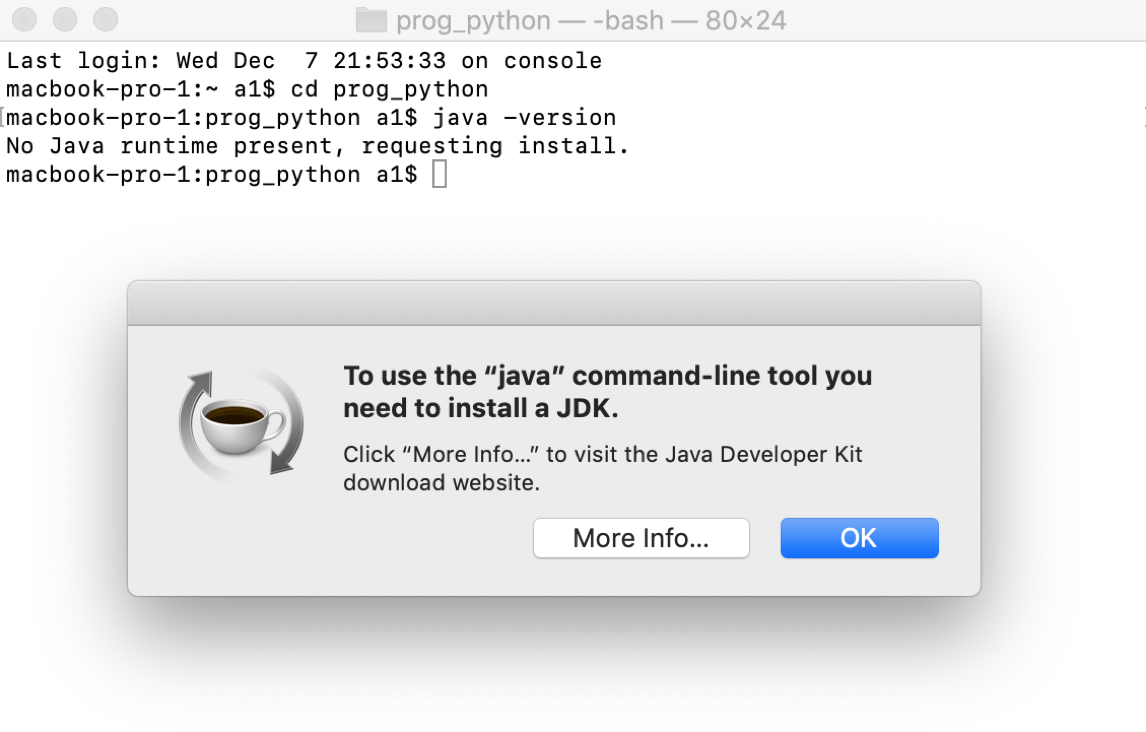 prog_python — -bash — 80×24
Last login: Wed Dec  7 21:53:33 on console
macbook-pro-1:~ a1$ cd prog_python
macbook-pro-1:prog_python a1$ java -version
No Java runtime present, requesting install.
macbook-pro-1:prog_python a1$
To use the “java” command-line tool you
need to install a JDK.
Click “More Info...” to visit the Java Developer Kit
download website.
More Info...
OK